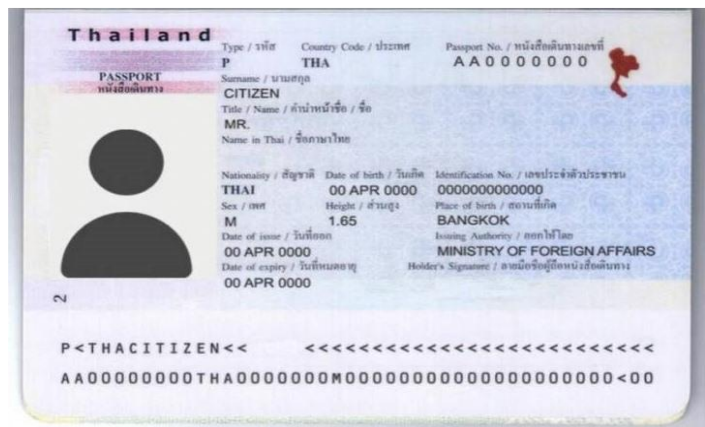 Thailand
PASSPORT
หนังสือเดินทาง
Type / รหัส Country Code / ประเทศ Passport No. / หนังสือเดินทางเลขที่
P THA AA0000000
Surname / นามสกุล
CITIZEN
Title / Name / คำนำหน้าชื่อ / ชื่อ
MR.
Name in Thai / ชื่อภาษาไทย
Nationality / สัญชาติ Date of birth / วันเกิด Identification No. / เลขประจำตัวประชาชน
THAI 00 APR 0000 0000000000000
Sex / เพศ Height / ส่วนสูง Place of birth / สถานที่เกิด
M 1.65 BANGKOK
Date of issue / วันที่ออก Issuing Authority / ออกให้โดย
00 APR 0000 MINISTRY OF FOREIGN AFFAIRS
Date of expiry / วันที่หมดอายุ Holder's Signature / ลายมือชื่อผู้ถือหนังสือเดินทาง
00 APR 0000
2
P<THACITIZEN<< <<<<<<<<<<<<<<<<<<<<<<<<<<
AA00000000THA0000000M0000000000000000000000<00